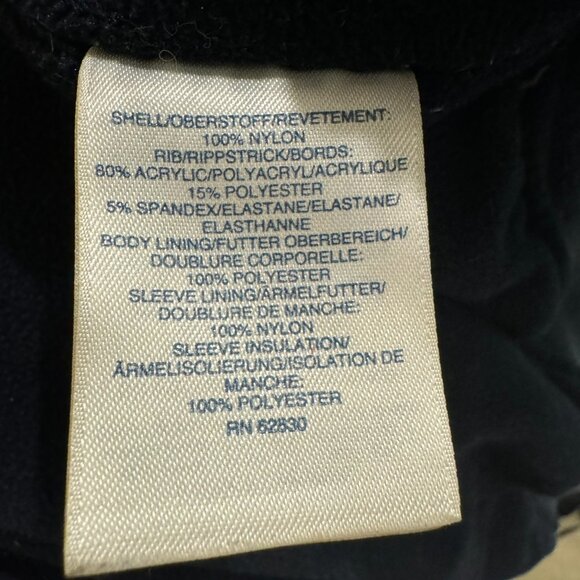 SHELL/OBERSTOFF/REVETEMENT:
100% NYLON
RIB/RIPPSTRICK/BORDS:
80% ACRYLIC/POLYACRYL/ACRYLIQUE
15% POLYESTER
5% SPANDEX/ELASTANE/ELASTANE/
ELASTHANNE
BODY LINING/FUTTER OBERBEREICH/
DOUBLURE CORPORELLE:
100% POLYESTER
SLEEVE LINING/ÄRMELFUTTER/
DOUBLURE DE MANCHE:
100% NYLON
SLEEVE INSULATION/
ÄRMELISOLIERUNG/ISOLATION DE
MANCHE:
100% POLYESTER
RN 62830